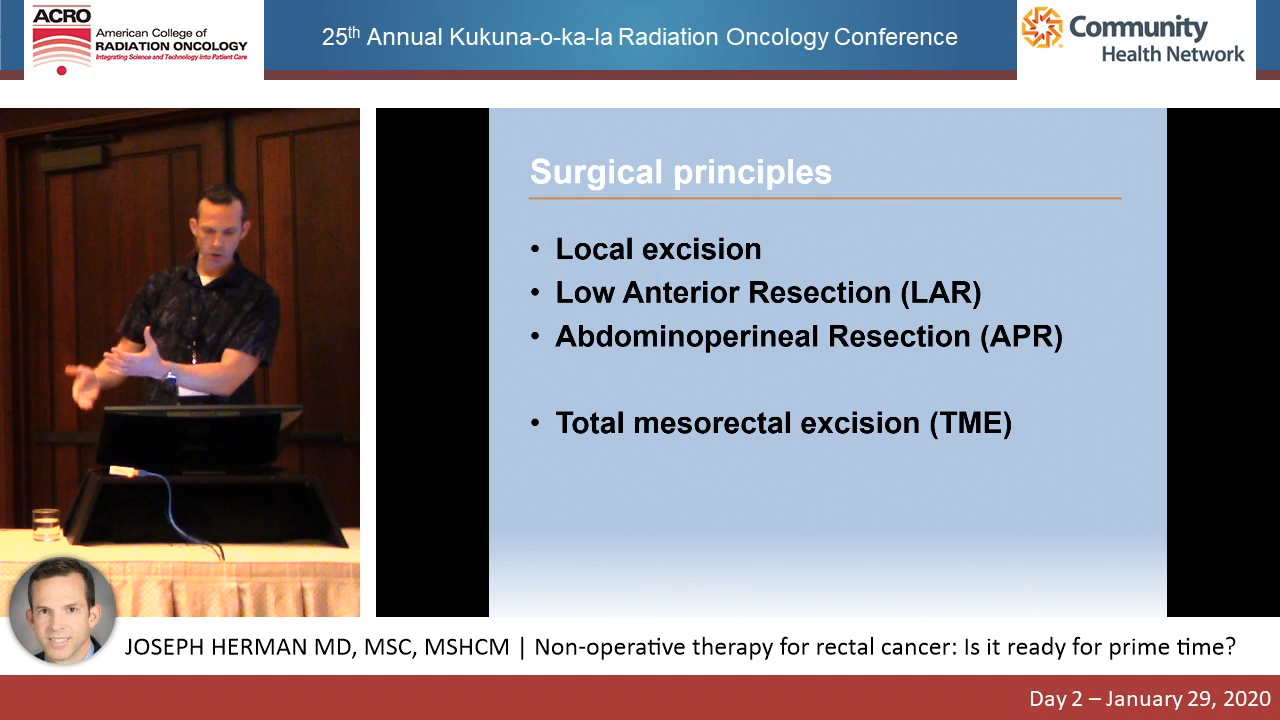 ACRO
American College of
RADIATION ONCOLOGY
Integrating Science and Technology Into Patient Care
25th Annual Kukuna-o-ka-la Radiation Oncology Conference
Community
Health Network
Surgical principles
• Local excision
• Low Anterior Resection (LAR)
• Abdominoperineal Resection (APR)
• Total mesorectal excision (TME)
JOSEPH HERMAN MD, MSC, MSHCM | Non-operative therapy for rectal cancer: Is it ready for prime time?
Day 2 – January 29, 2020